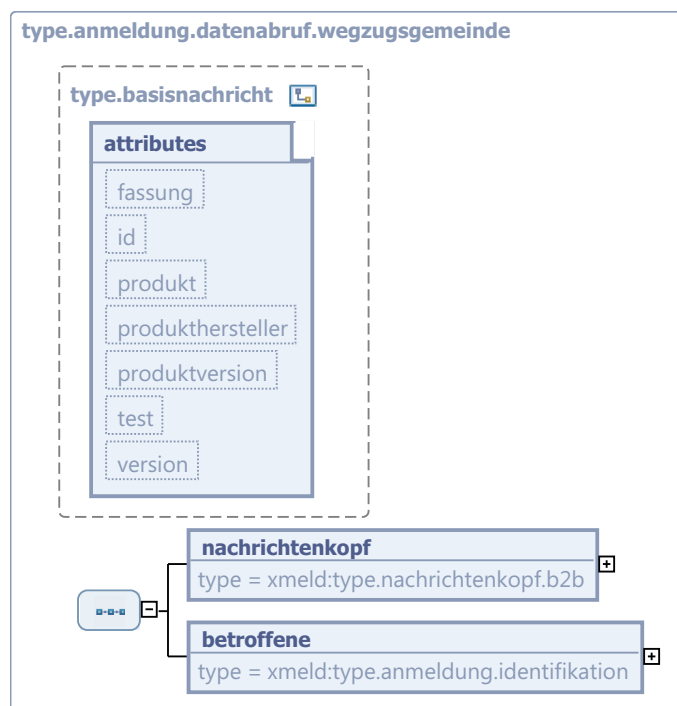 type.anmeldung.datenabruf.wegzugsgemeinde
type.basisnachricht
attributes
fassung
id
produkt
produkthersteller
produktversion
test
version
nachrichtenkopf
type = xmeld:type.nachrichtenkopf.b2b
betroffene
type = xmeld:type.anmeldung.identifikation